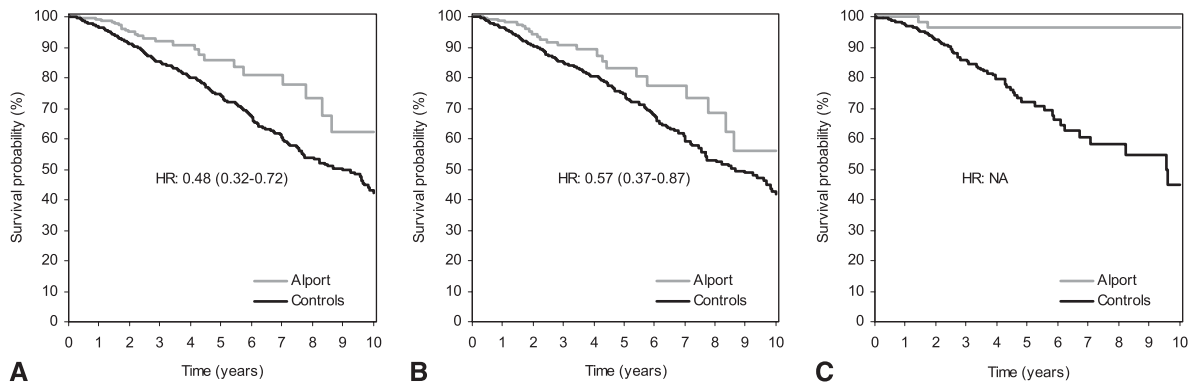 Survival probability (%)
100
90
80
70
60
50
40
30
20
10
0
HR: 0.48 (0.32-0.72)
Alport
Controls
0 1 2 3 4 5 6 7 8 9 10
Time (years)
A
Survival probability (%)
100
90
80
70
60
50
40
30
20
10
0
HR: 0.57 (0.37-0.87)
Alport
Controls
0 1 2 3 4 5 6 7 8 9 10
Time (years)
B
Survival probability (%)
100
90
80
70
60
50
40
30
20
10
0
HR: NA
Alport
Controls
0 1 2 3 4 5 6 7 8 9 10
Time (years)
C